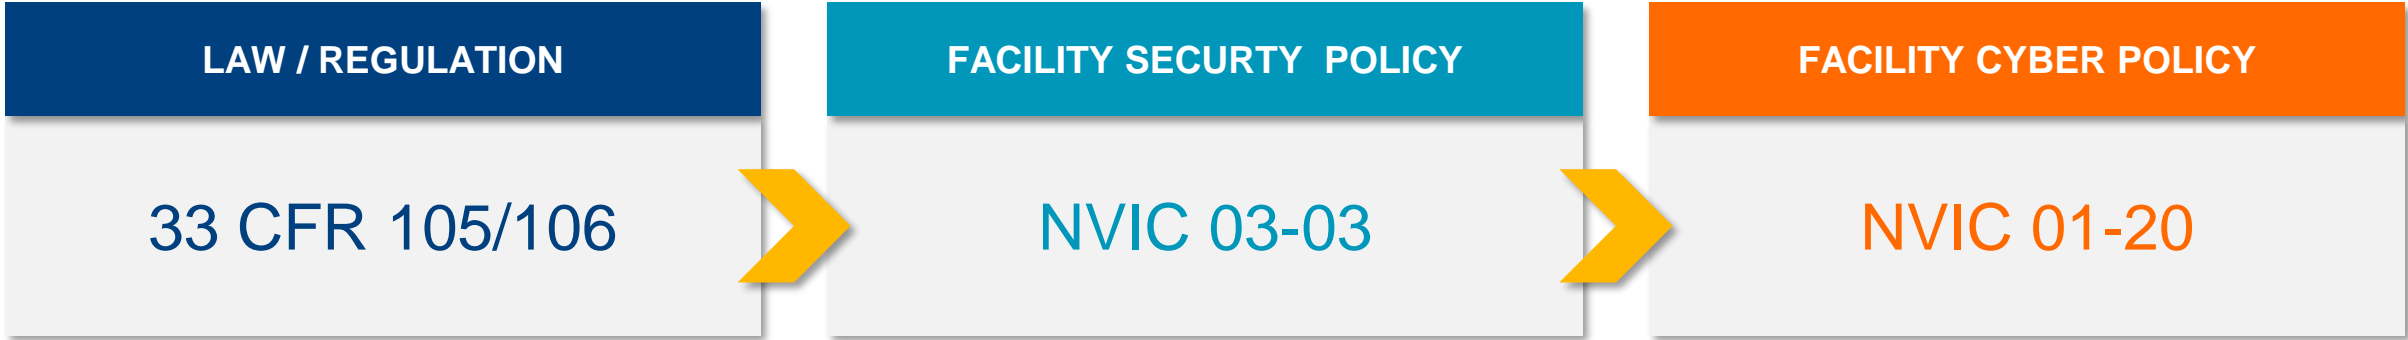 LAW / REGULATION
33 CFR 105/106
FACILITY SECURTY  POLICY
NVIC 03-03
FACILITY CYBER POLICY
NVIC 01-20